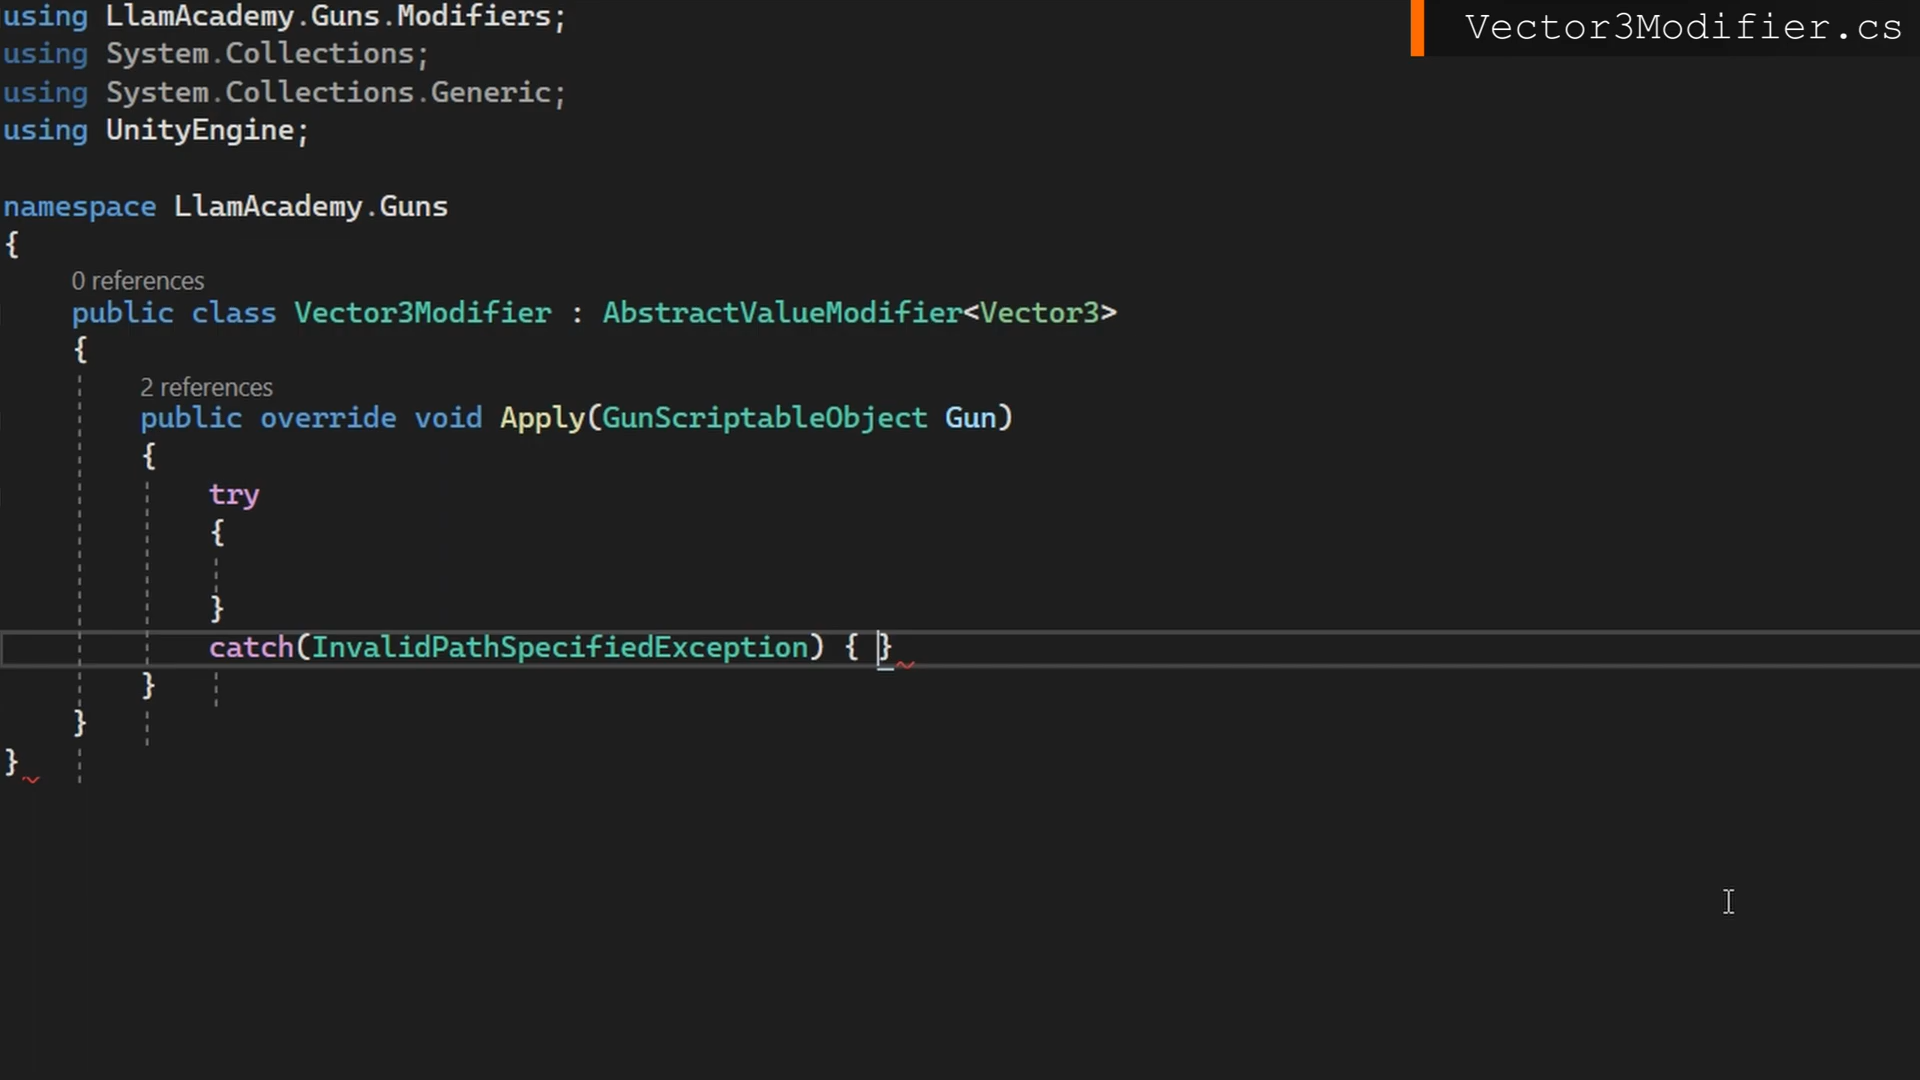 using LlamAcademy.Guns.Modifiers;
Vector3Modifier.cs
using System.Collections;
using System.Collections.Generic;
using UnityEngine;
namespace LlamAcademy.Guns
{
0 references
public class Vector3Modifier : AbstractValueModifier<Vector3>
{
2 references
public override void Apply(GunScriptableObject Gun)
{
try
{
}
catch(InvalidPathSpecifiedException) { }
}
}
}